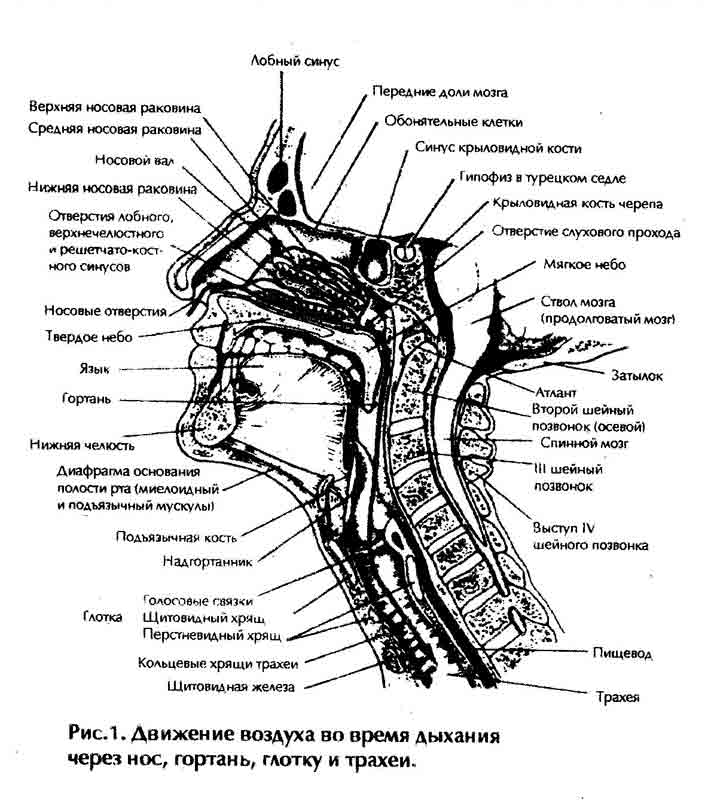 Лобный синус
Верхняя носовая раковина
Средняя носовая раковина
Носовой вал
Нижняя носовая раковина
Отверстия лобного,
верхнечелюстного
и решетчато-кост-
ного синусов
Носовые отверстия
Твердое небо
Язык
Гортань
Нижняя челюсть
Диафрагма основания
полости рта (миелоидный
и подъязычный мускулы)
Подъязычная кость
Надгортанник
Голосовые связки
Глотка Щитовидный хрящ
Перстневидный хрящ
Кольцевые хрящи трахеи
Щитовидная железа
Передние доли мозга
Обонятельные клетки
Синус крыловидной кости
Гипофиз в турецком седле
Крыловидная кость черепа
Отверстие слухового прохода
Мягкое небо
Ствол мозга
(продолговатый мозг)
Затылок
Атлант
Второй шейный
позвонок (осевой)
Спинной мозг
III шейный
позвонок
Выступ IV
шейного позвонка
Пищевод
Трахея
Рис.1. Движение воздуха во время дыхания
через нос, гортань, глотку и трахеи.